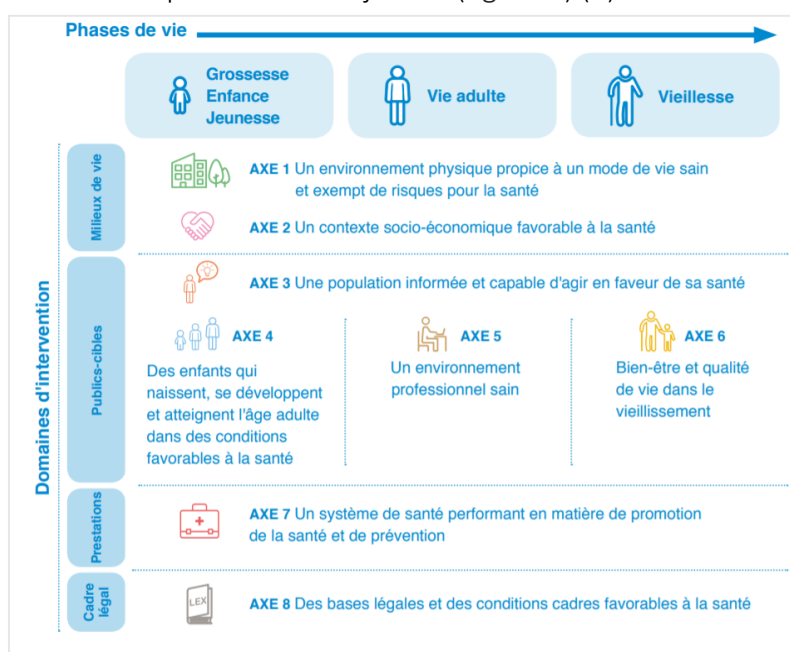 Phases de vie
Grossesse
Enfance
Jeunesse
Vie adulte
Vieillesse
Domaines d'intervention
Milieux de vie
AXE 1 Un environnement physique propice à un mode de vie sain
et exempt de risques pour la santé
AXE 2 Un contexte socio-économique favorable à la santé
Publics-cibles
AXE 3 Une population informée et capable d'agir en faveur de sa santé
AXE 4
Des enfants qui
naissent, se développent
et atteignent l'âge adulte
dans des conditions
favorables à la santé
AXE 5
Un environnement
professionnel sain
AXE 6
Bien-être et qualité
de vie dans le
vieillissement
Prestations
AXE 7 Un système de santé performant en matière de promotion
de la santé et de prévention
Cadre
légal
LEX
AXE 8 Des bases légales et des conditions cadres favorables à la santé